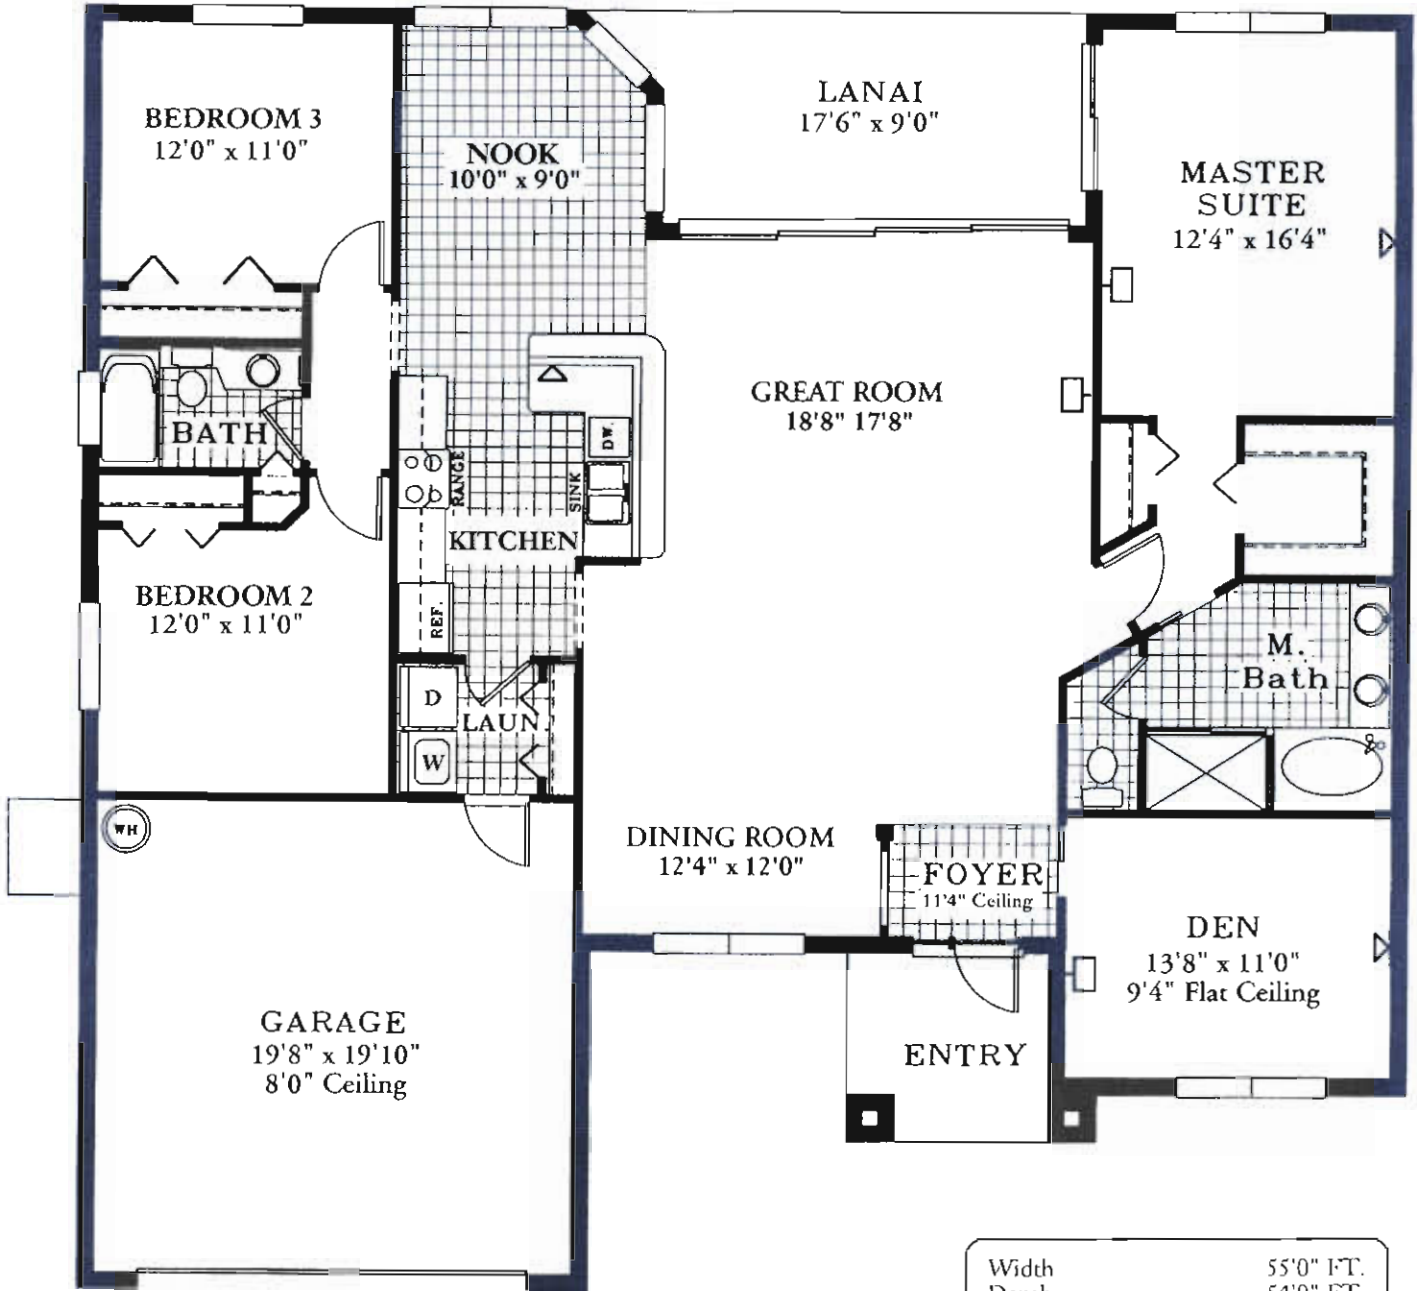 BEDROOM 3
12'0" x 11'0"
NOOK
10'0" x 9'0"
LANAI
17'6" x 9'0"
MASTER
SUITE
12'4" x 16'4"
GREAT ROOM
18'8" 17'8"
BATH
RANGE
SINK
DW.
KITCHEN
REF.
BEDROOM 2
12'0" x 11'0"
D
LAUN.
W
M.
Bath
WH
DINING ROOM
12'4" x 12'0"
FOYER
11'4" Ceiling
DEN
13'8" x 11'0"
9'4" Flat Ceiling
GARAGE
19'8" x 19'10"
8'0" Ceiling
ENTRY
Width 55'0" FT.